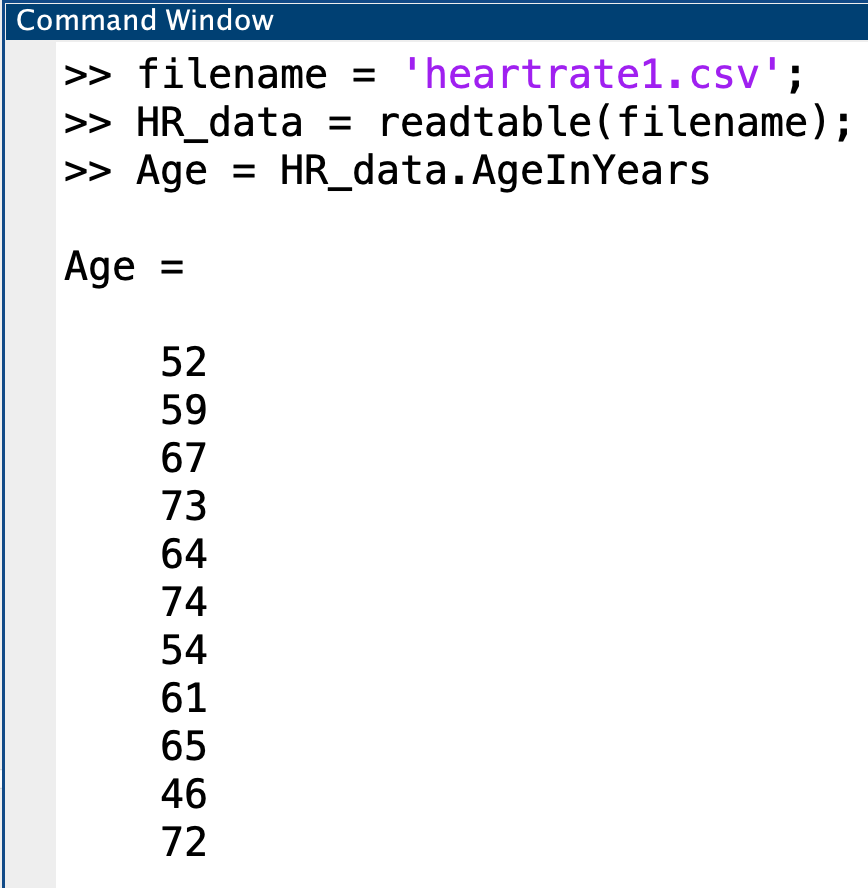 Command Window
>> filename = 'heartrate1.csv';
>> HR_data = readtable(filename);
>> Age = HR_data.AgeInYears
Age =
52
59
67
73
64
74
54
61
65
46
72